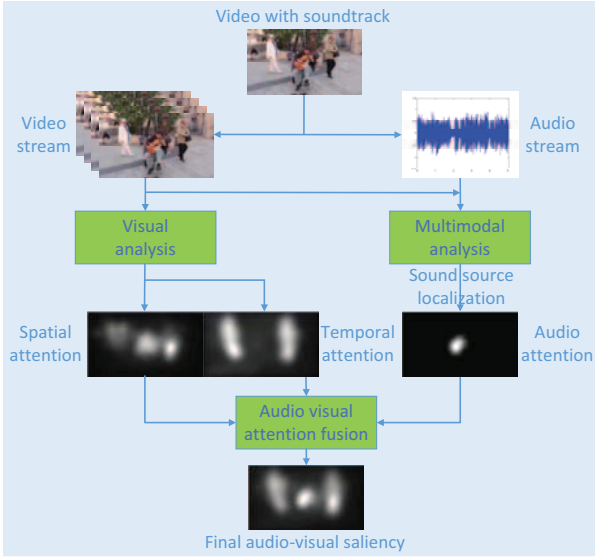 Video with soundtrack
Video
stream
Audio
stream
Visual
analysis
Multimodal
analysis
Sound source
localization
Spatial
attention
Temporal
attention
Audio
attention
Audio visual
attention fusion
Final audio-visual saliency